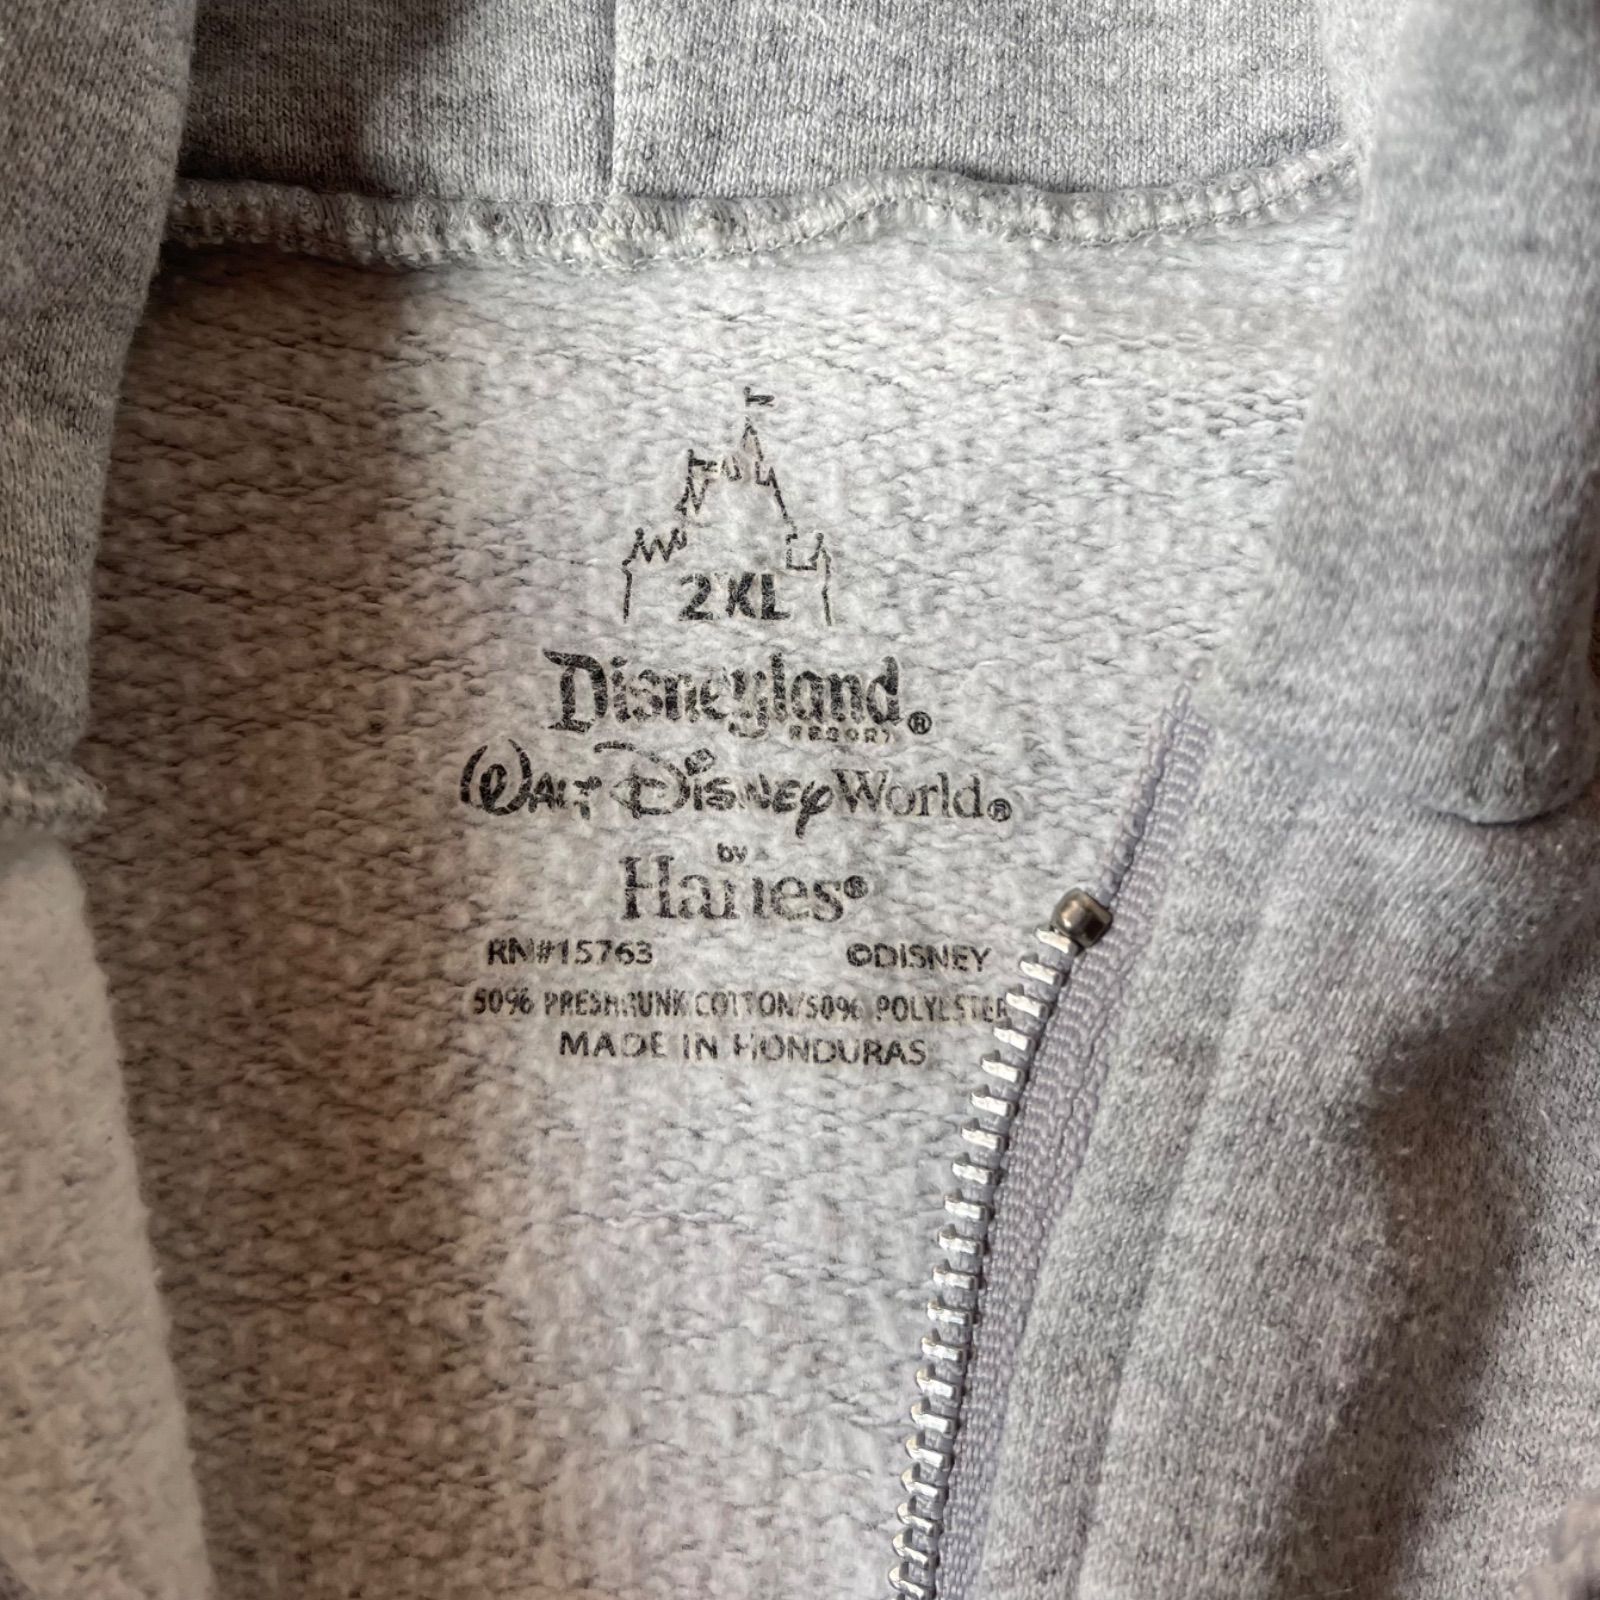 2XL
Disneyland®
RESORT
WALT DISNEY World®
by
Hanes®
RN#15763 ©DISNEY
50% PRESHRUNK COTTON/50% POLYESTER
MADE IN HONDURAS